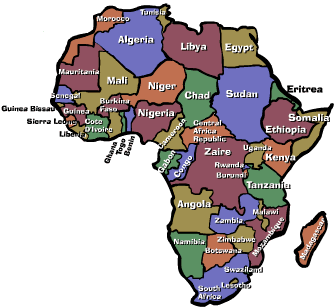 Tunisia
Morocco
Algeria
Libya
Egypt
Mauritania
Mali
Niger
Chad
Sudan
Eritrea
Senegal
Guinea Bissau
Guinea
Burkina
Faso
Nigeria
Somalia
Ethiopia
Sierra Leone
Cote
D'Ivoire
Liberia
Ghana
Togo
Benin
Cameroon
Central
Africa
Republic
Gabon
Congo
Zaire
Uganda
Kenya
Rwanda
Burundi
Tanzania
Angola
Zambia
Malawi
Mozambique
Namibia
Zimbabwe
Botswana
Madagascar
Swaziland
South
Africa
Lesotho